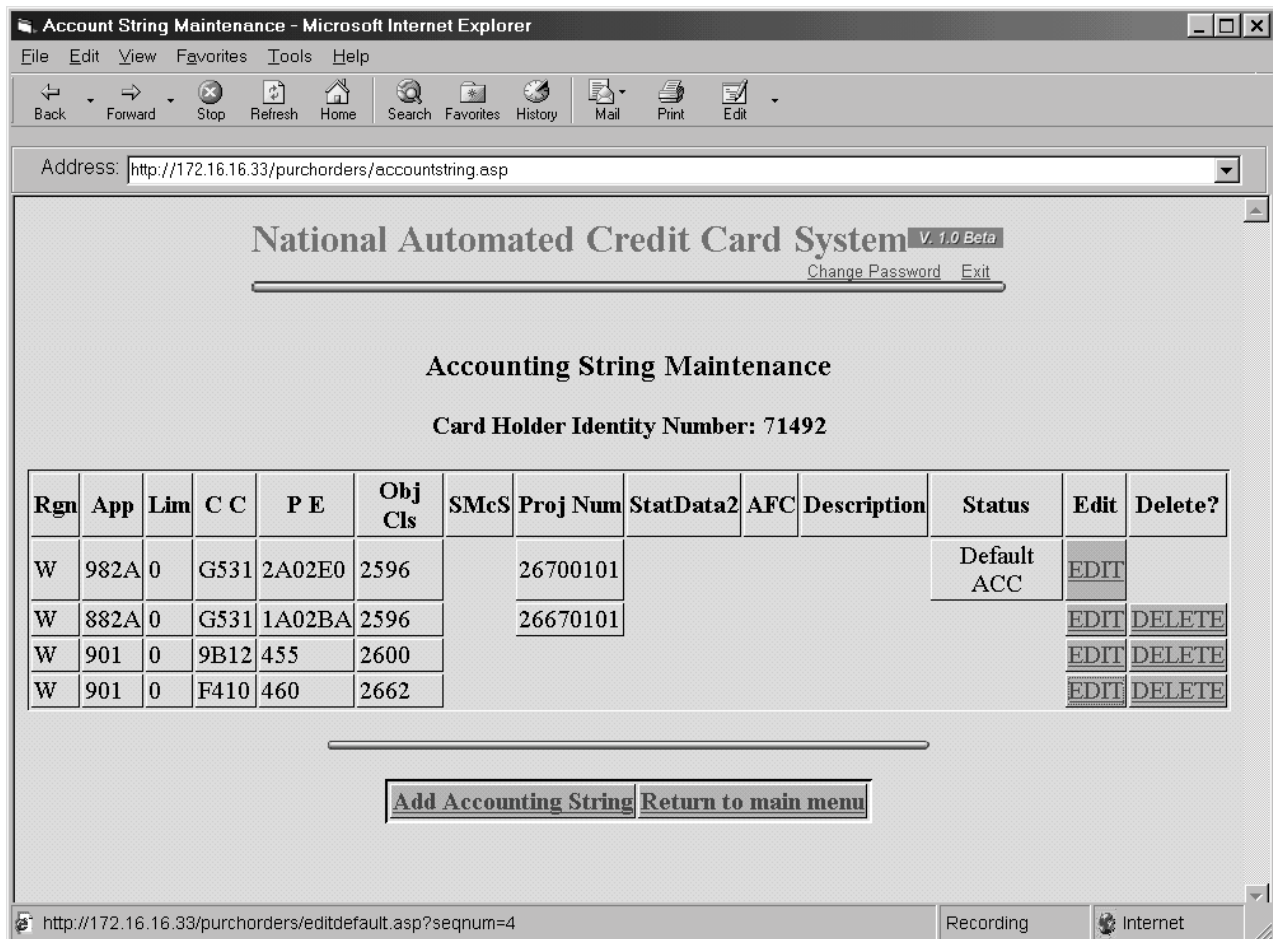 Account String Maintenance - Microsoft Internet Explorer
File Edit View Favorites Tools Help
Back Forward Stop Refresh Home Search Favorites History Mail Print Edit
Address: http://172.16.16.33/purchorders/accountstring.asp
National Automated Credit Card System V. 1.0 Beta
Change Password Exit
Accounting String Maintenance
Card Holder Identity Number: 71492
Rgn App Lim C C P E Obj Cls SMcS Proj Num StatData2 AFC Description Status Edit Delete?
W 982A 0 G531 2A02E0 2596 26700101 Default ACC EDIT
W 882A 0 G531 1A02BA 2596 26670101 EDIT DELETE
W 901 0 9B12 455 2600 EDIT DELETE
W 901 0 F410 460 2662 EDIT DELETE
Add Accounting String Return to main menu
http://172.16.16.33/purchorders/editdefault.asp?seqnum=4 Recording Internet